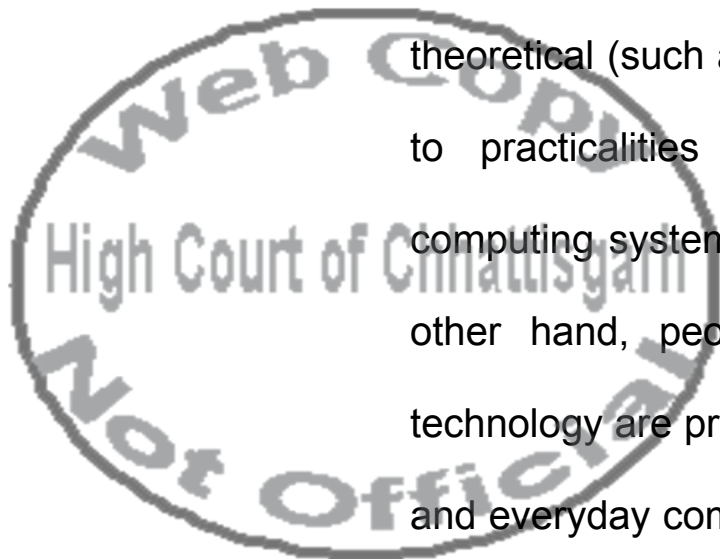 theoretical (such
Web Copy
to practicalities
High Court of Chhattisgarh
computing system
other hand,
technology are
Not Official
and everyday